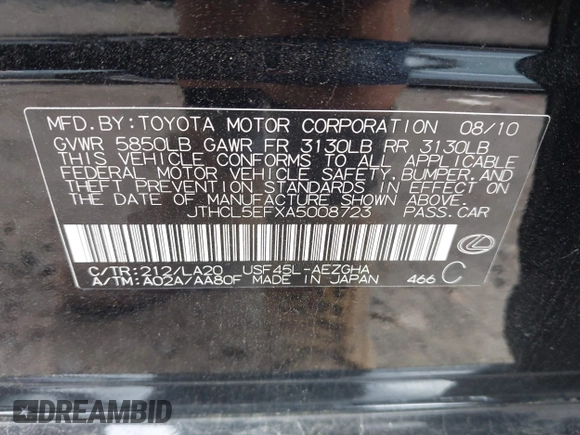 MFD.BY:TOYOTA MOTOR CORPORATION 08/10
GVWR 5850LB GAWR FR 3130LB RR 3130LB
THIS VEHICLE CONFORMS TO ALL APPLICABLE
FEDERAL MOTOR VEHICLE SAFETY,BUMPER,AND
THEFT PREVENTION STANDARDS IN EFFECT ON
THE DATE OF MANUFACTURE SHOWN ABOVE.
JTHCL5EFXA5008723 PASS.CAR
C/TR:212/LA20 USF45L-AEZGHA
A/TM:A02A/AA80F MADE IN JAPAN 466 C
DREAMBID